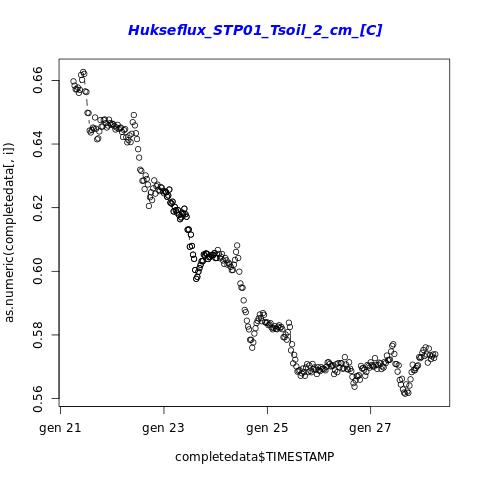 Hukseflux_STP01_Tsoil_2_cm_[C]
as.numeric(completedata[, i])
0.66
0.64
0.62
0.60
0.58
0.56
gen 21
gen 23
gen 25
gen 27
completedata$TIMESTAMP